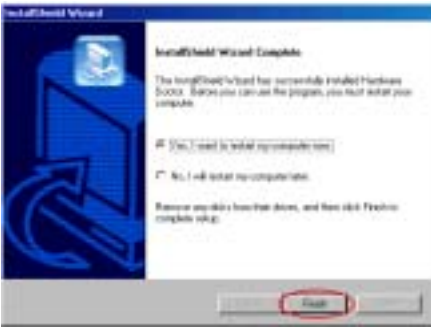 InstallShield Wizard
InstallShield Wizard Complete
The InstallShield Wizard has successfully installed Hardware
Doctor. Before you can use the program, you must restart your
computer.
Yes, I want to restart my computer now.
No, I will restart my computer later.
Remove any disks from their drives, and then click Finish to
complete setup.
Finish